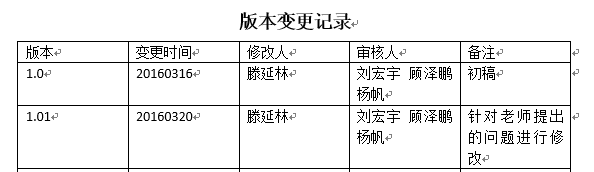 版本变更记录
版本 变更时间 修改人 审核人 备注
1.0 20160316 滕延林 刘宏宇 顾泽鹏 初稿
杨帆
1.01 20160320 滕延林 刘宏宇 顾泽鹏 针对老师提出
杨帆 的问题进行修
改